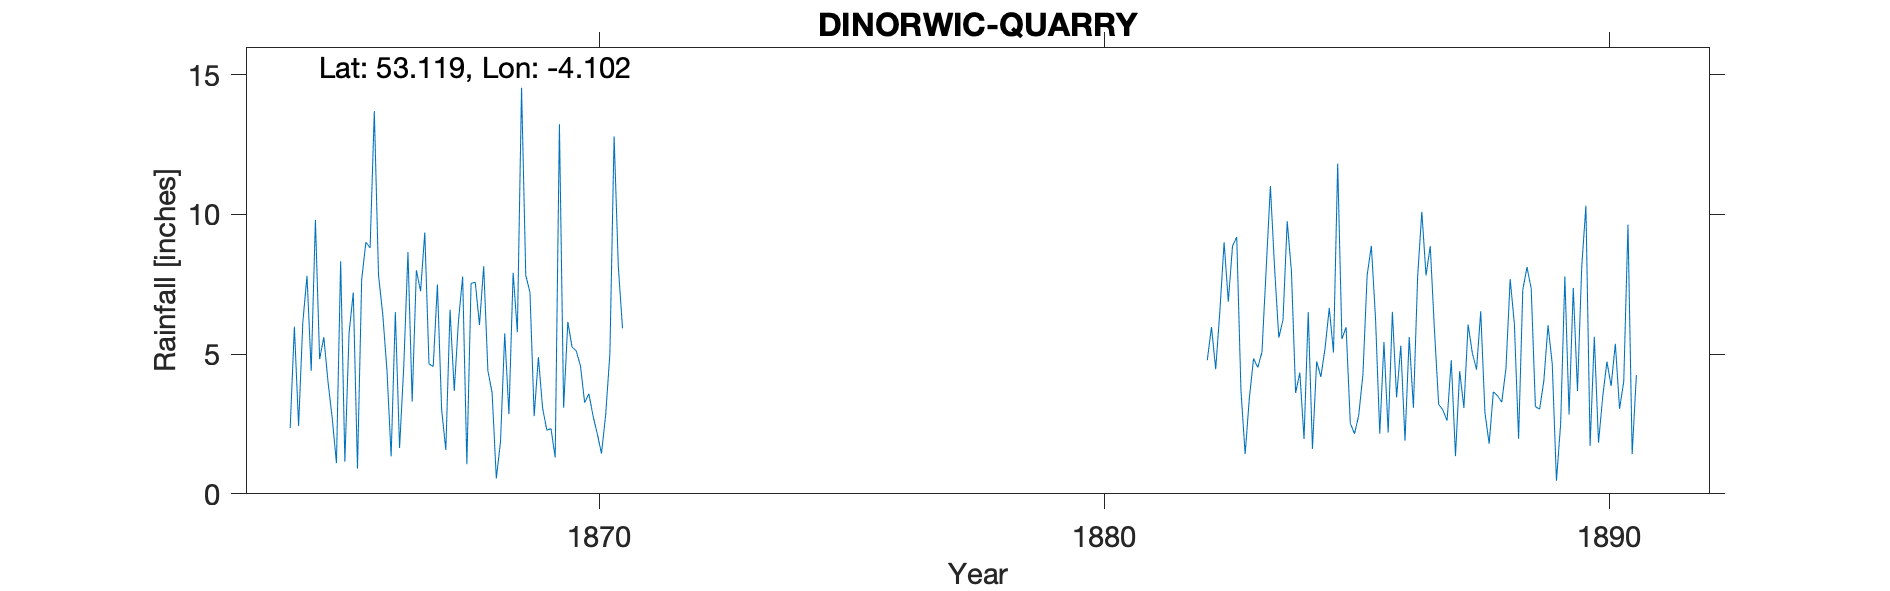 DINORWIC-QUARRY
Lat: 53.119, Lon: -4.102
15
10
5
0
Rainfall [inches]
1870
1880
1890
Year